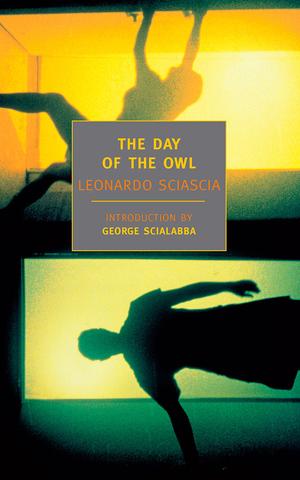 THE DAY
OF THE OWL
LEONARDO SCIASCIA
INTRODUCTION BY
GEORGE SCIALABBA